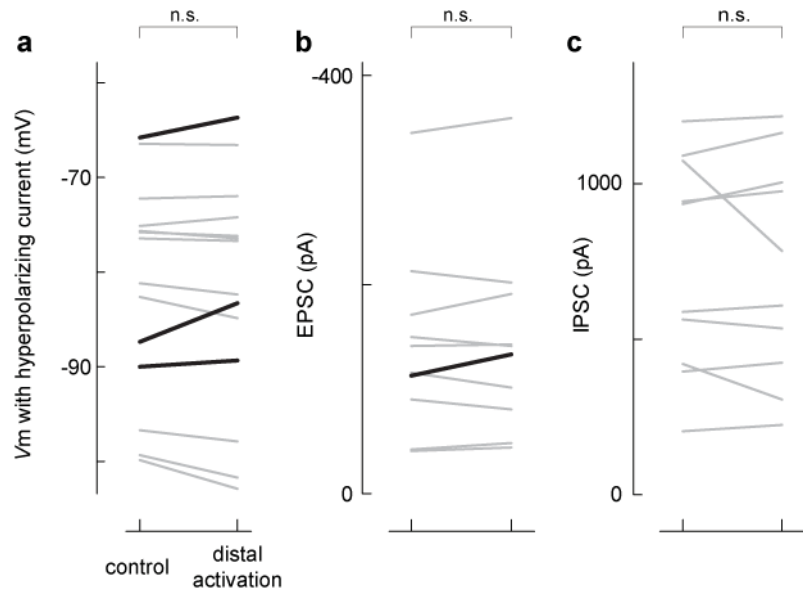 n.s.
n.s.
n.s.
a
b
c
Vm with hyperpolarizing current (mV)
-70
-90
control
distal
activation
EPSC (pA)
-400
0
IPSC (pA)
1000
0